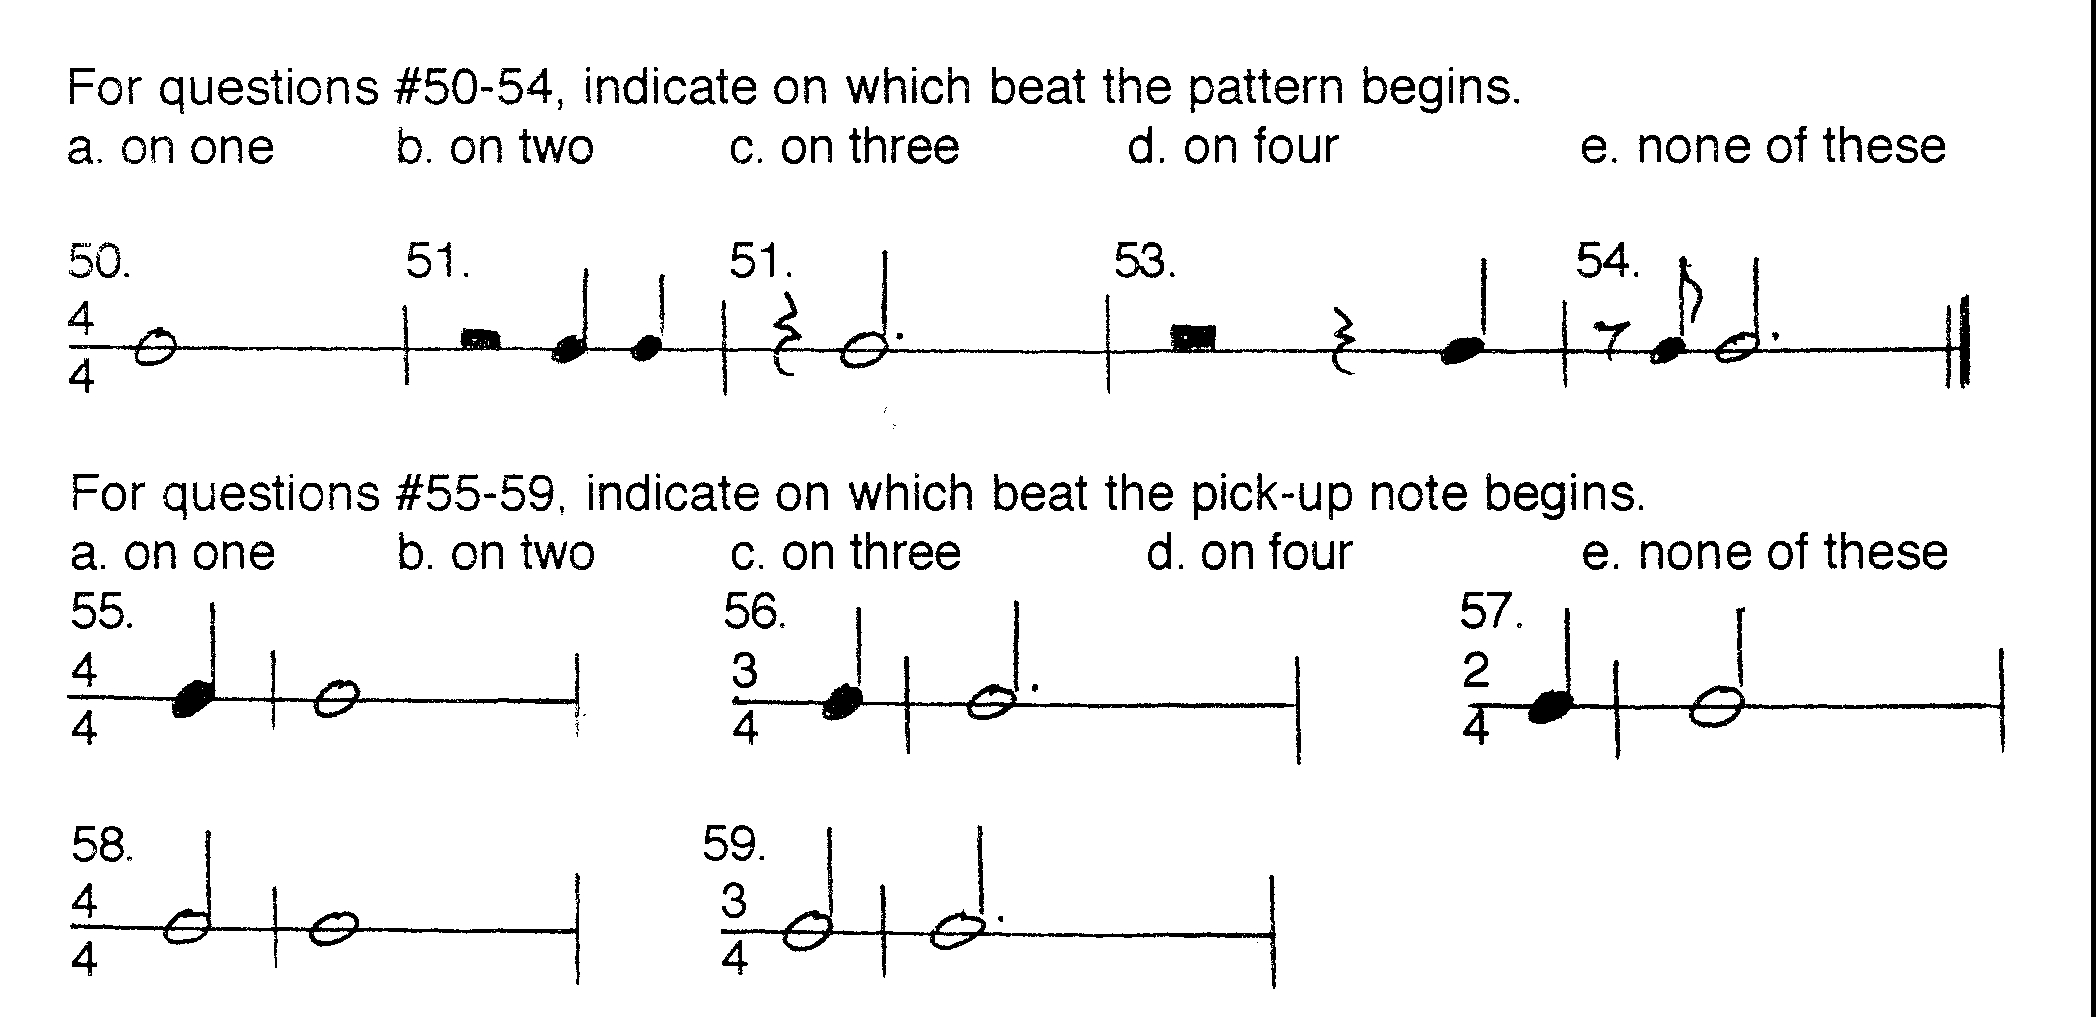 For questions #50-54, indicate on which beat the pattern begins.
a. on one b. on two c. on three d. on four e. none of these
50. 51. 51. 53. 54.
4
4
For questions #55-59, indicate on which beat the pick-up note begins.
a. on one b. on two c. on three d. on four e. none of these
55. 56. 57.
4 3 2
4 4 4
58. 59.
4 3
4 4